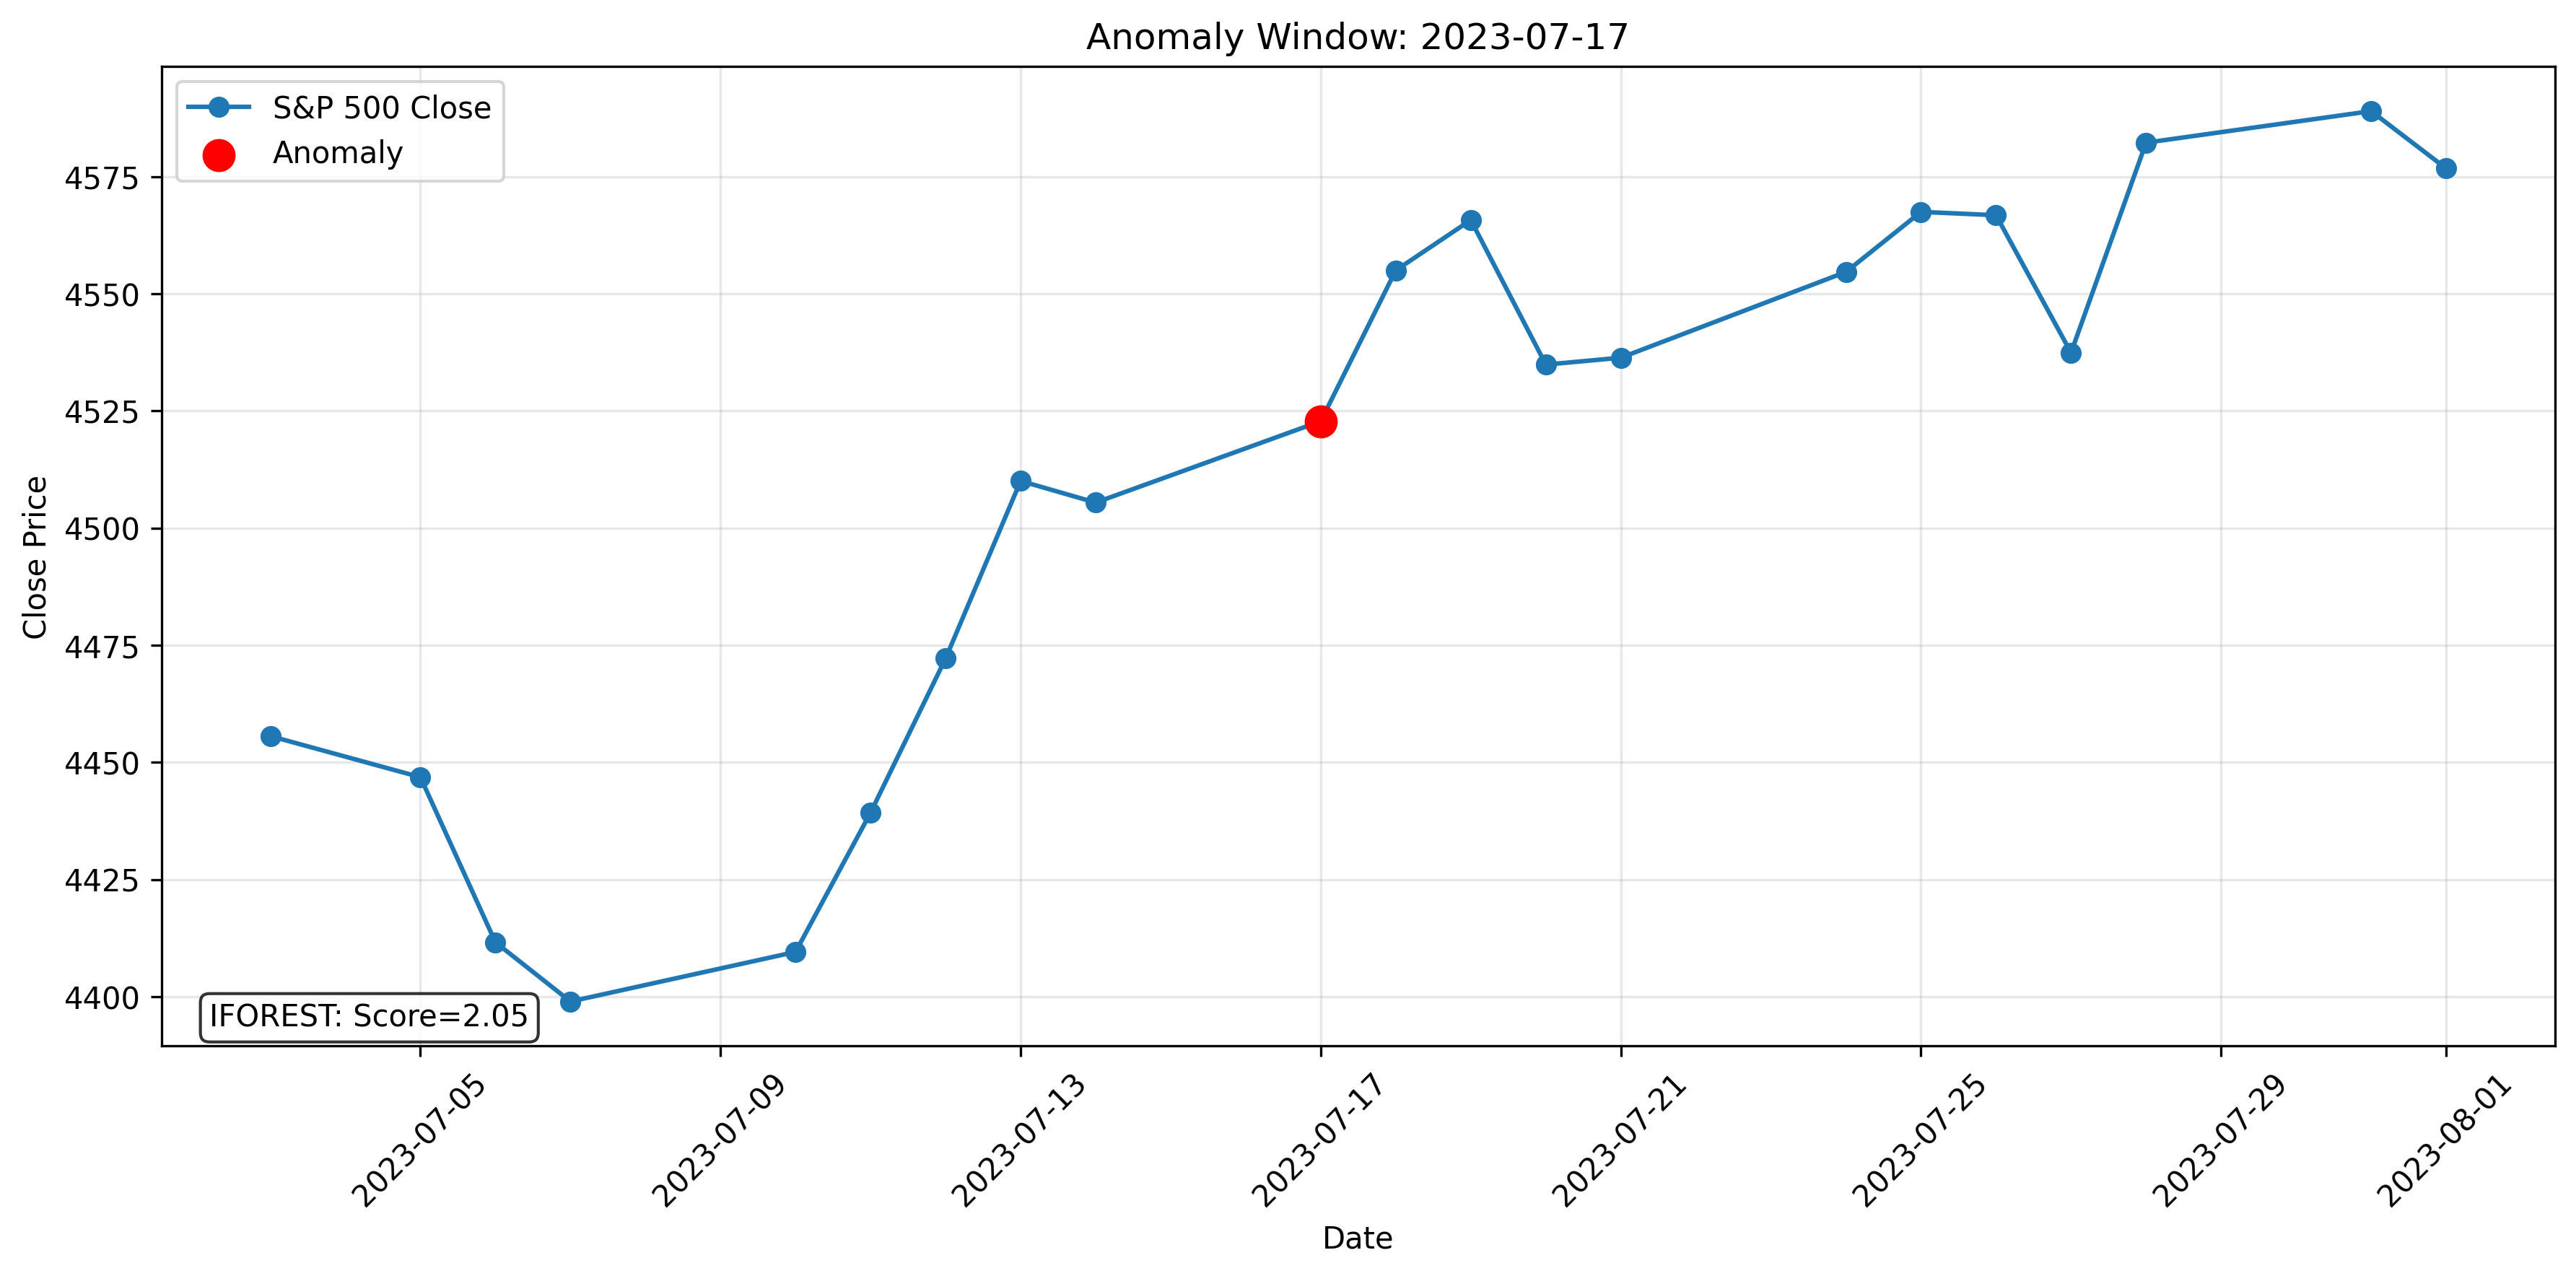 Anomaly Window: 2023-07-17
S&P 500 Close
Anomaly
4575
4550
4525
4500
4475
4450
4425
4400
Close Price
IFOREST: Score=2.05
2023-07-05
2023-07-09
2023-07-13
2023-07-17
2023-07-21
2023-07-25
2023-07-29
2023-08-01
Date